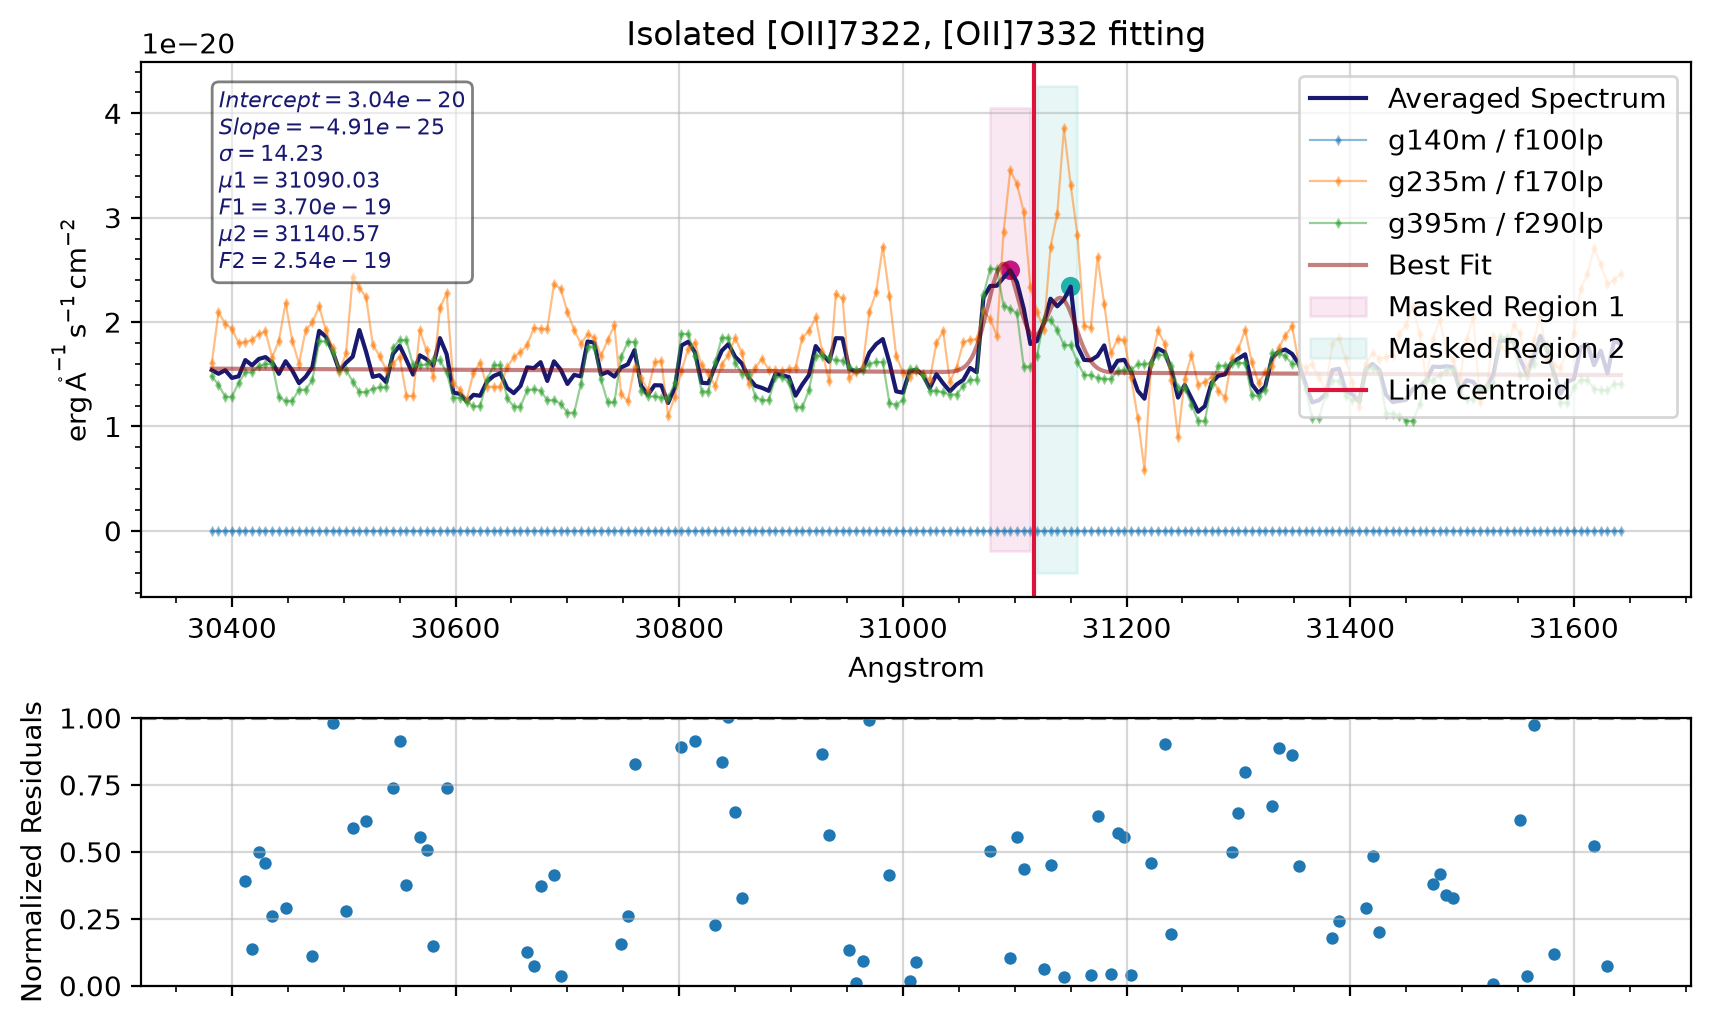 Isolated [OII]7322, [OII]7332 fitting
1e−20
Intercept = 3.04e − 20
Slope = −4.91e − 25
σ = 14.23
μ1 = 31090.03
F1 = 3.70e − 19
μ2 = 31140.57
F2 = 2.54e − 19
Averaged Spectrum
g140m / f100lp
g235m / f170lp
g395m / f290lp
Best Fit
Masked Region 1
Masked Region 2
Line centroid
4
3
2
1
0
erg Å⁻¹ s⁻¹ cm⁻²
30400 30600 30800 31000 31200 31400 31600
Angstrom
1.00
0.75
0.50
0.25
0.00
Normalized Residuals